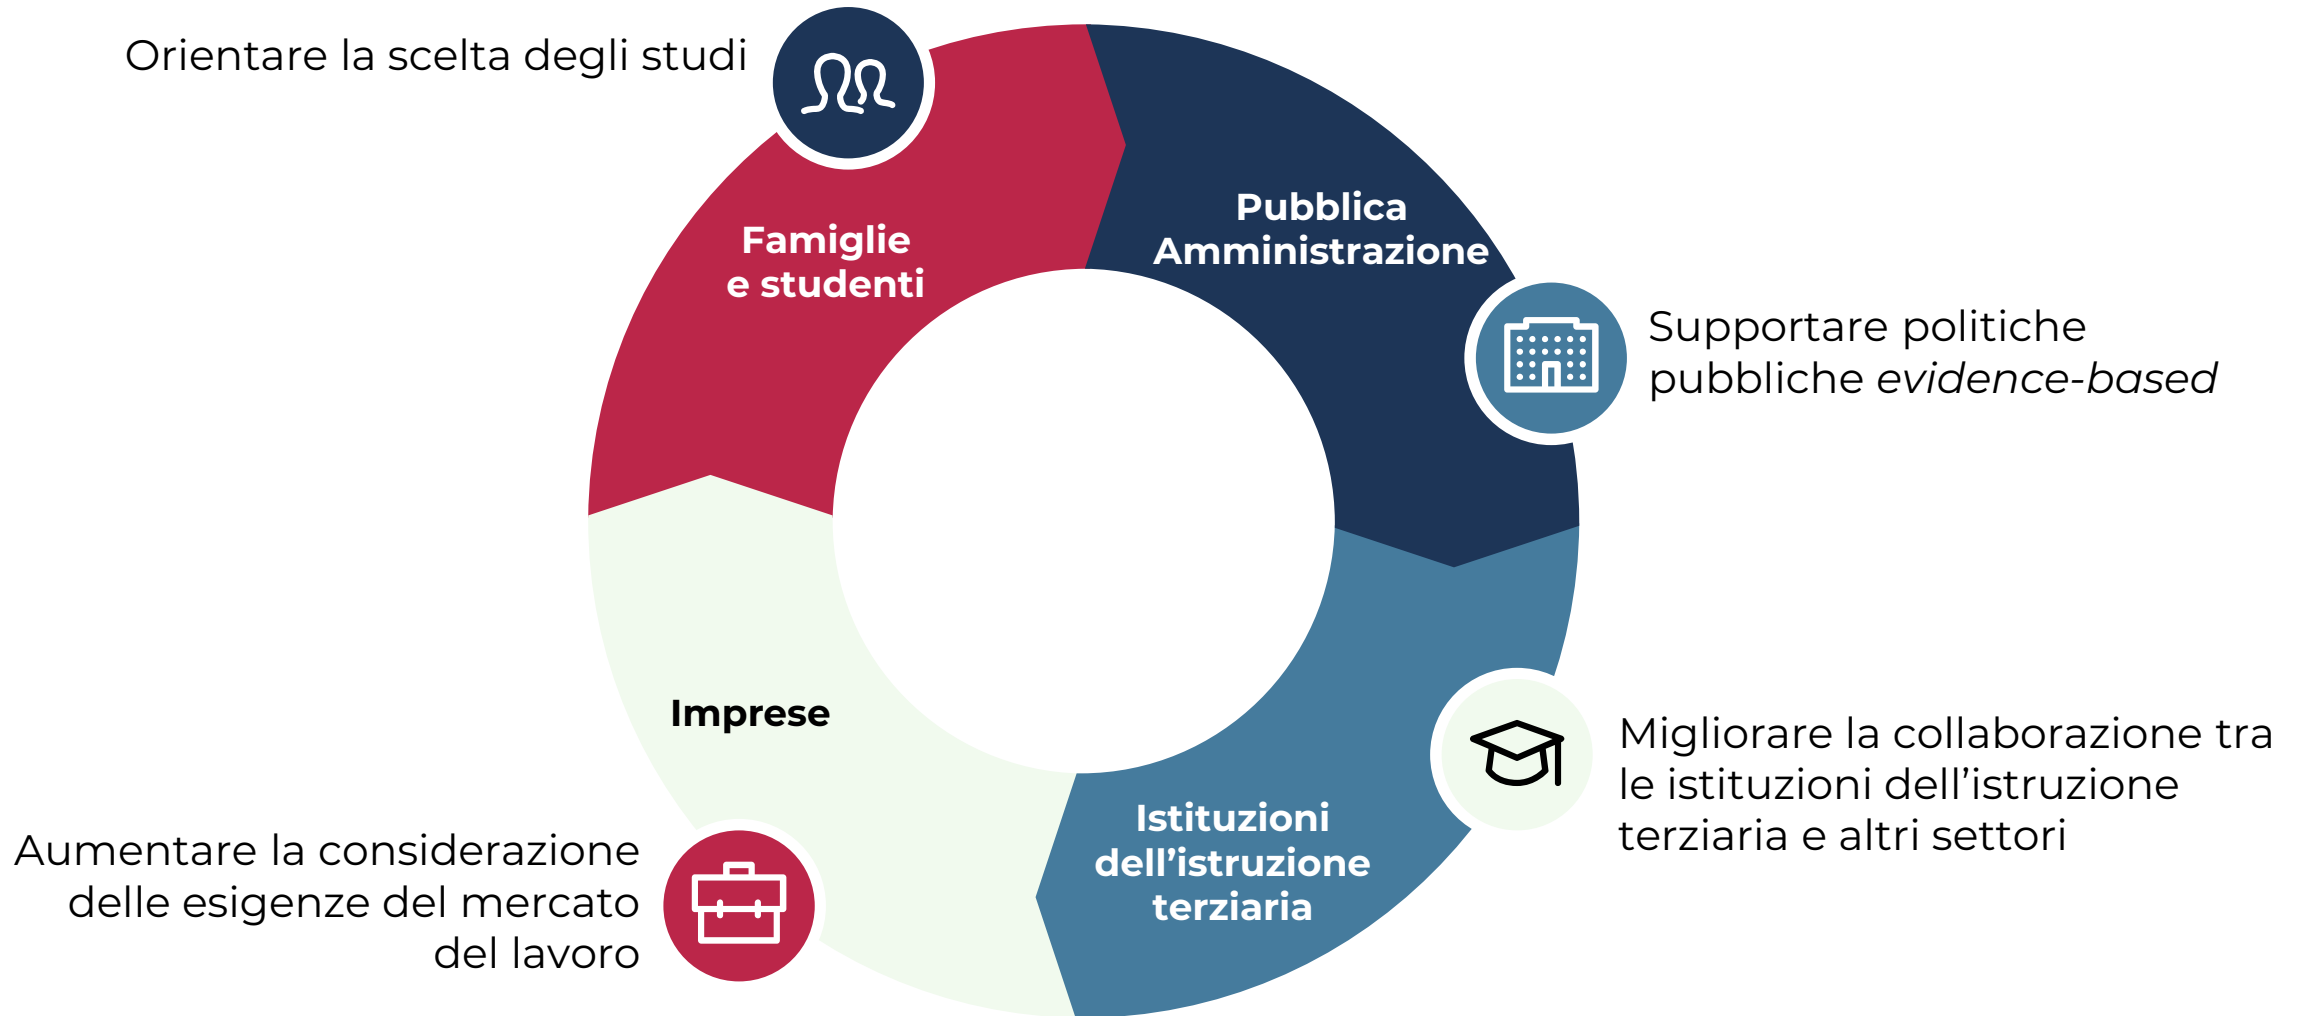 Orientare la scelta degli studi
Famiglie
e studenti
Pubblica
Amministrazione
Supportare politiche
pubbliche evidence-based
Imprese
Istituzioni
dell’istruzione
terziaria
Migliorare la collaborazione tra
le istituzioni dell’istruzione
terziaria e altri settori
Aumentare la considerazione
delle esigenze del mercato
del lavoro